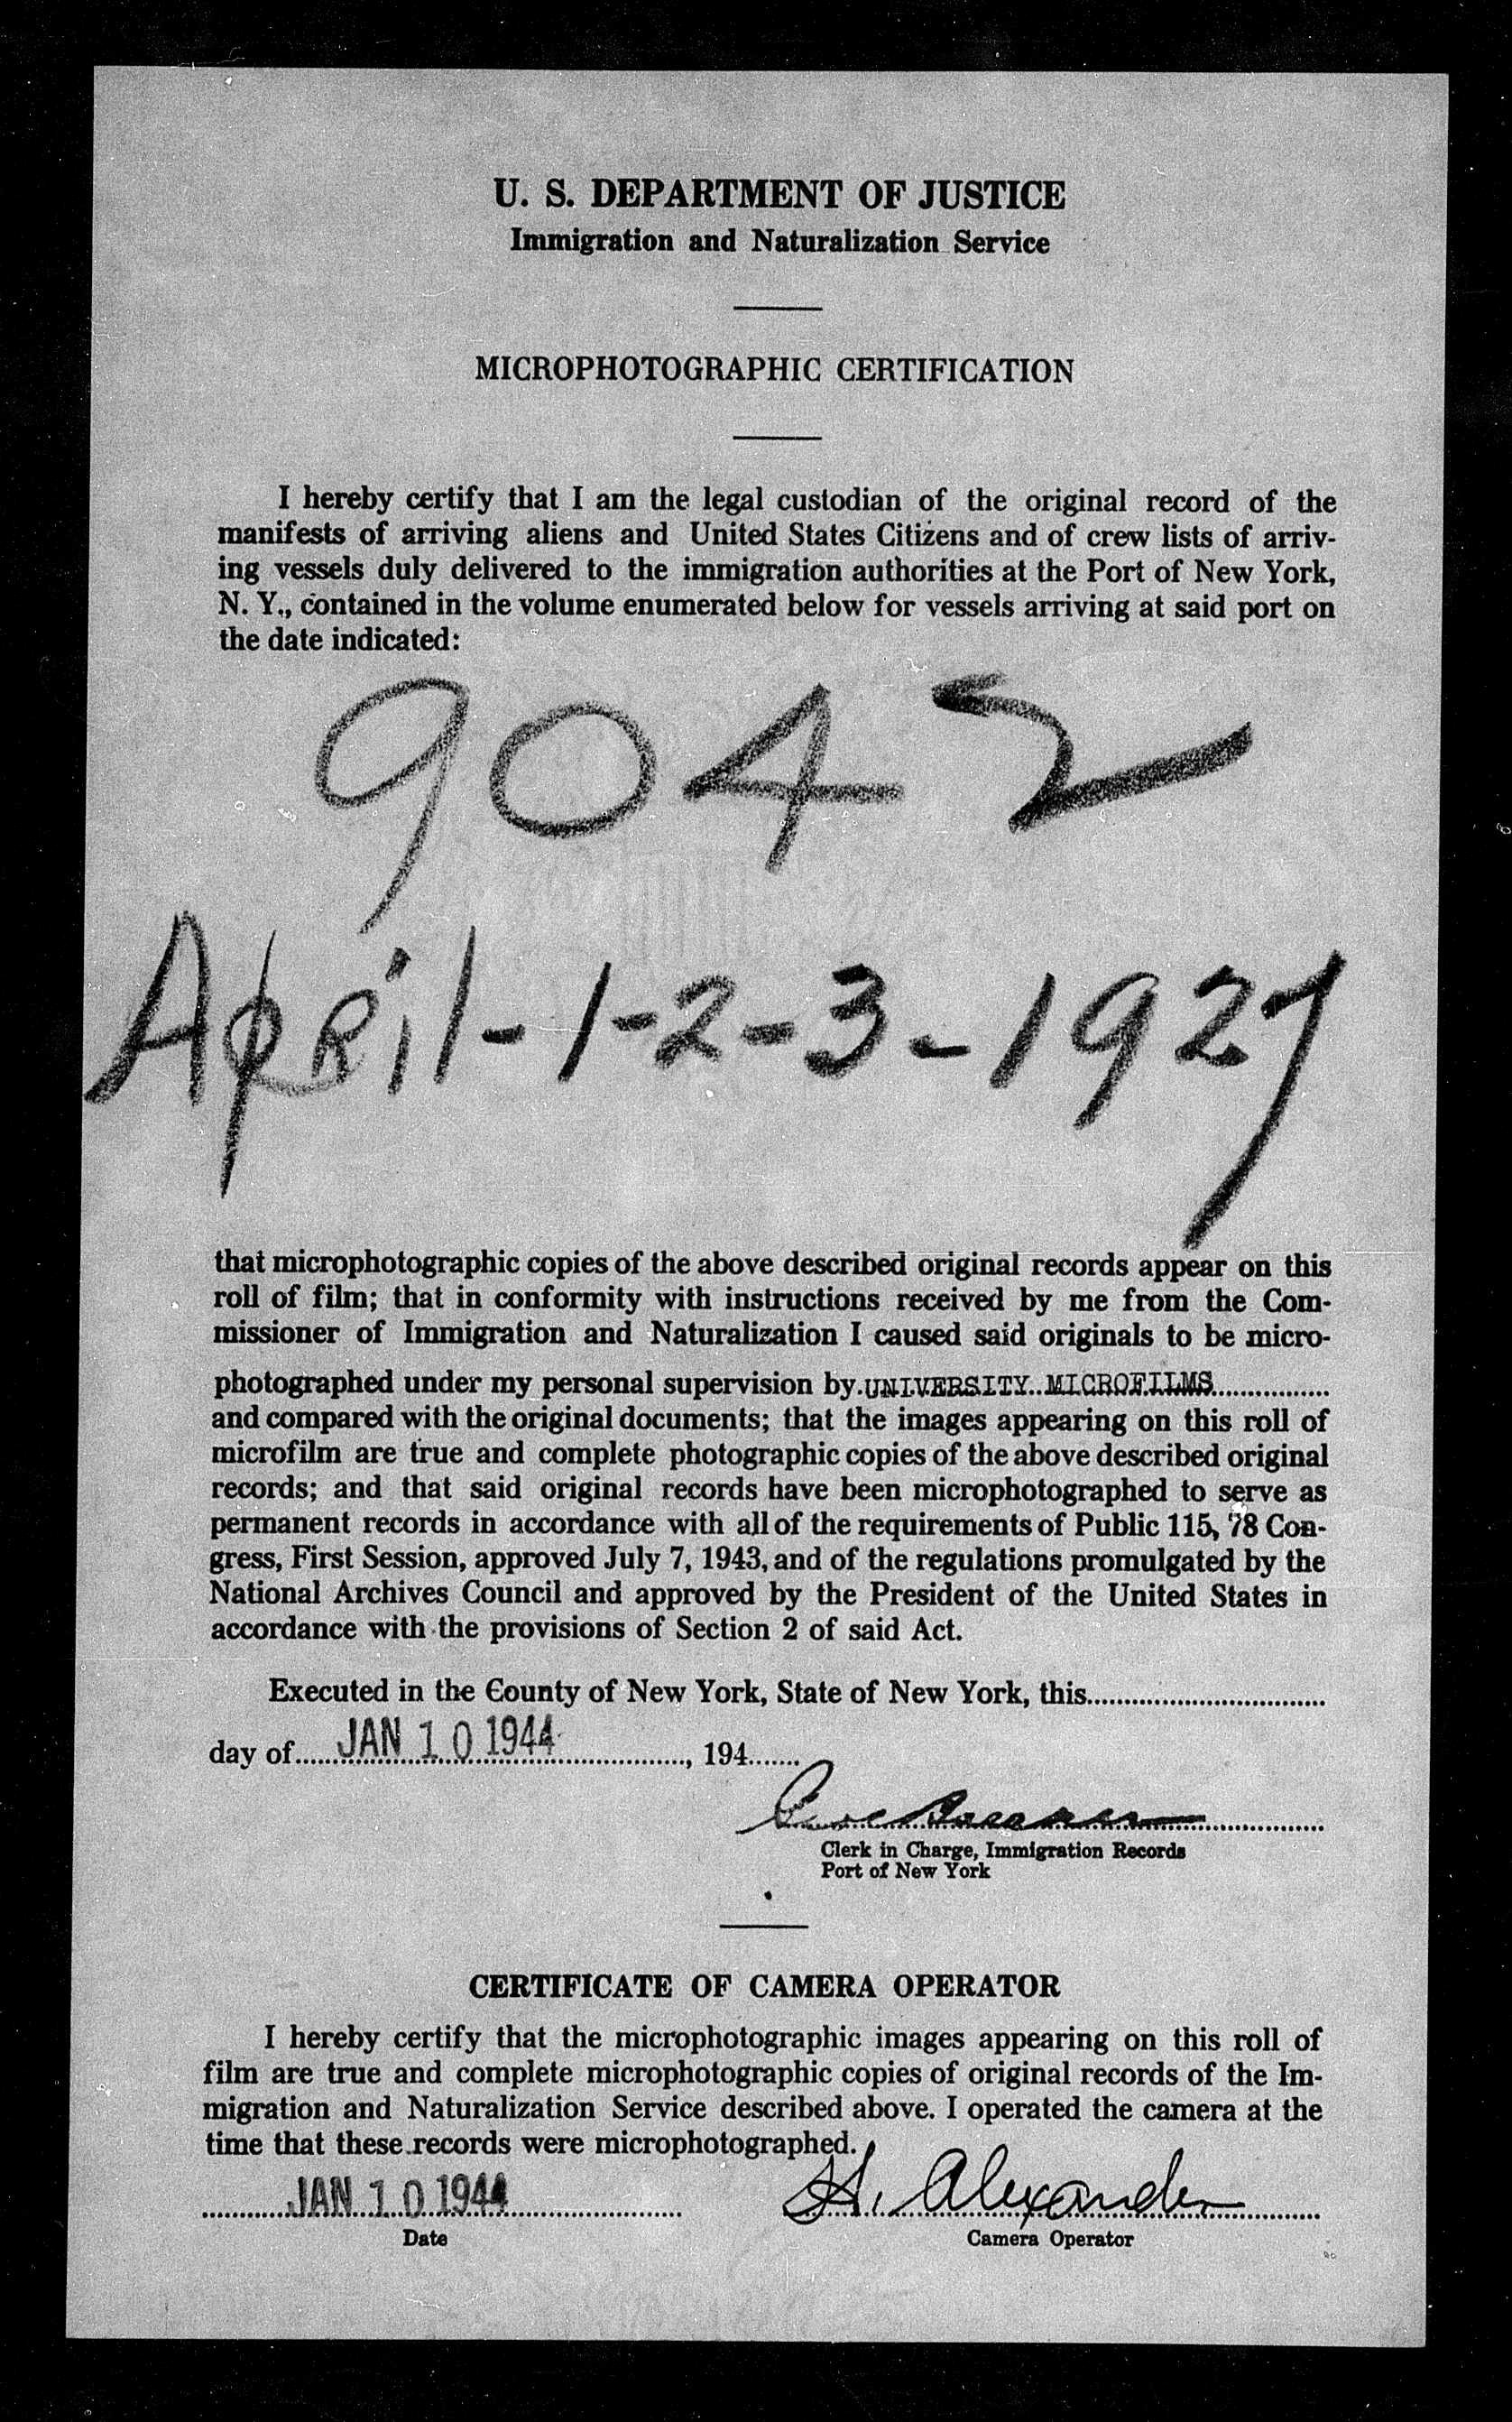 U. S. DEPARTMENT OF JUSTICE
Immigration and Naturalization Service
MICROPHOTOGRAPHIC CERTIFICATION
I hereby certify that I am the legal custodian of the original record of the
manifests of arriving aliens and United States Citizens and of crew lists of arriv-
ing vessels duly delivered to the immigration authorities at the Port of New York,
N. Y., contained in the volume enumerated below for vessels arriving at said port on
the date indicated:
9042
April-1-2-3-1927
that microphotographic copies of the above described original records appear on this
roll of film; that in conformity with instructions received by me from the Com-
missioner of Immigration and Naturalization I caused said originals to be micro-
photographed under my personal supervision by UNIVERSITY MICROFILMS
and compared with the original documents; that the images appearing on this roll of
microfilm are true and complete photographic copies of the above described original
records; and that said original records have been microphotographed to serve as
permanent records in accordance with all of the requirements of Public 115, 78 Con-
gress, First Session, approved July 7, 1943, and of the regulations promulgated by the
National Archives Council and approved by the President of the United States in
accordance with the provisions of Section 2 of said Act.
Executed in the County of New York, State of New York, this
day of JAN 10 1944, 194
Clerk in Charge, Immigration Records
Port of New York
CERTIFICATE OF CAMERA OPERATOR
I hereby certify that the microphotographic images appearing on this roll of
film are true and complete microphotographic copies of original records of the Im-
migration and Naturalization Service described above. I operated the camera at the
time that these records were microphotographed.
JAN 10 1944 H. Alexander
Date Camera Operator